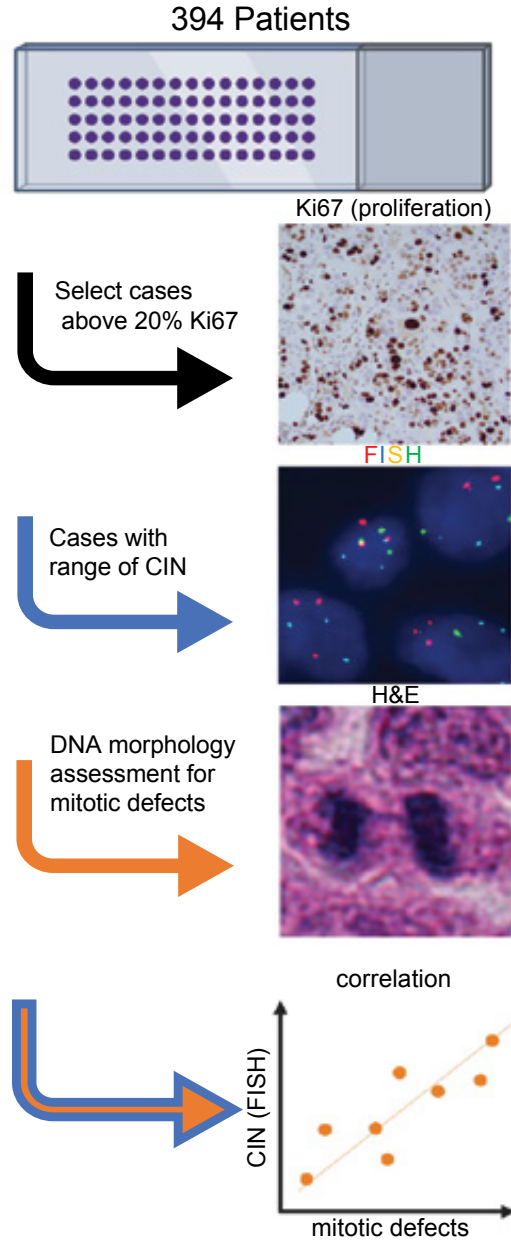 394 Patients
Ki67 (proliferation)
Select cases
above 20% Ki67
FISH
Cases with
range of CIN
H&E
DNA morphology
assessment for
mitotic defects
correlation
CIN (FISH)
mitotic defects